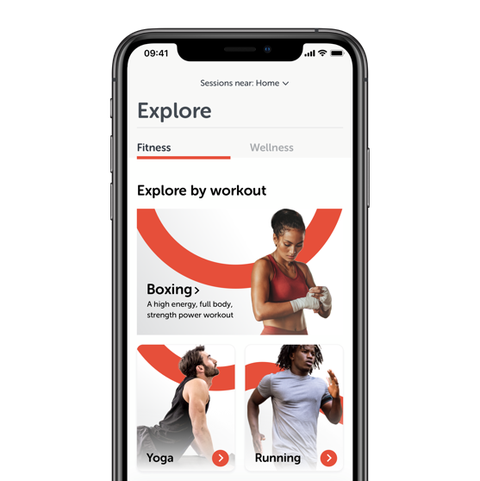 09:41
Sessions near: Home
Explore
Fitness
Wellness
Explore by workout
Boxing
A high energy, full body,
strength power workout
Yoga
Running